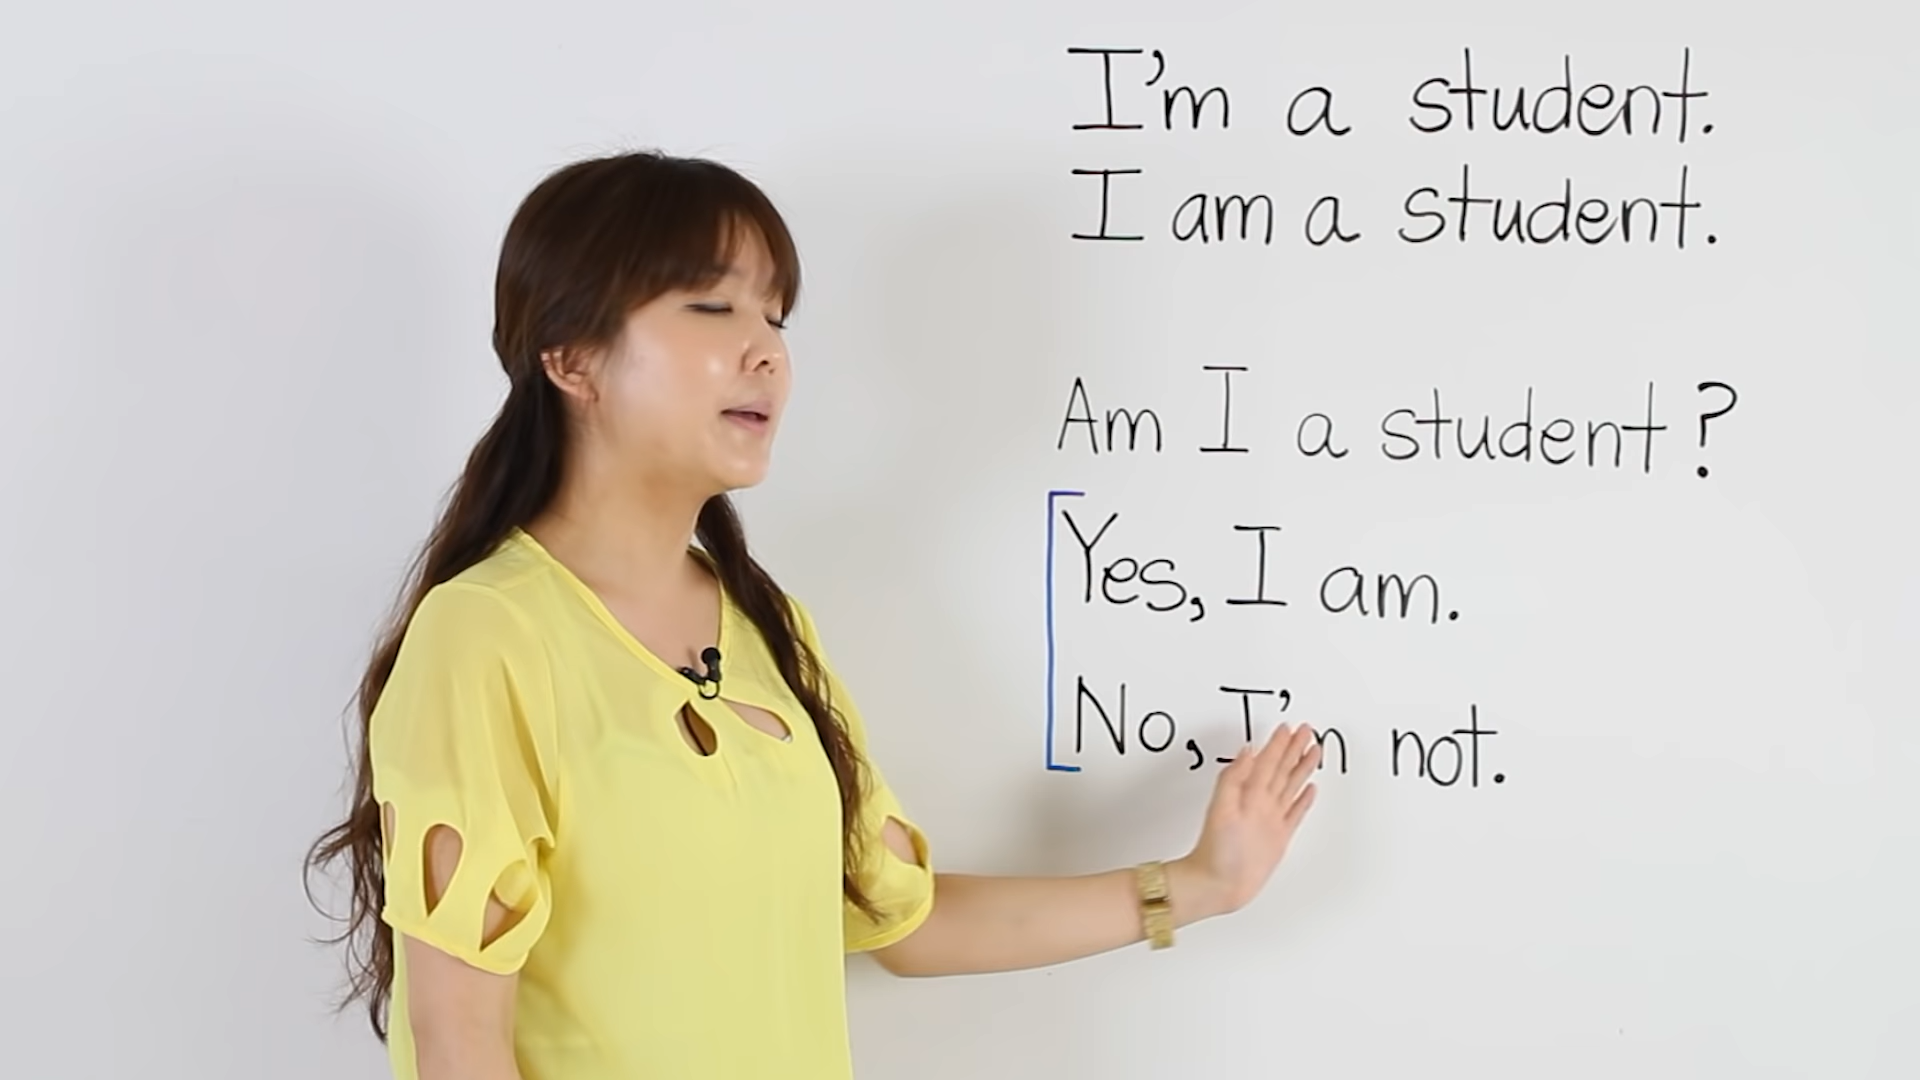 I'm a student.
I am a student.
Am I a student?
Yes, I am.
No, I'm not.